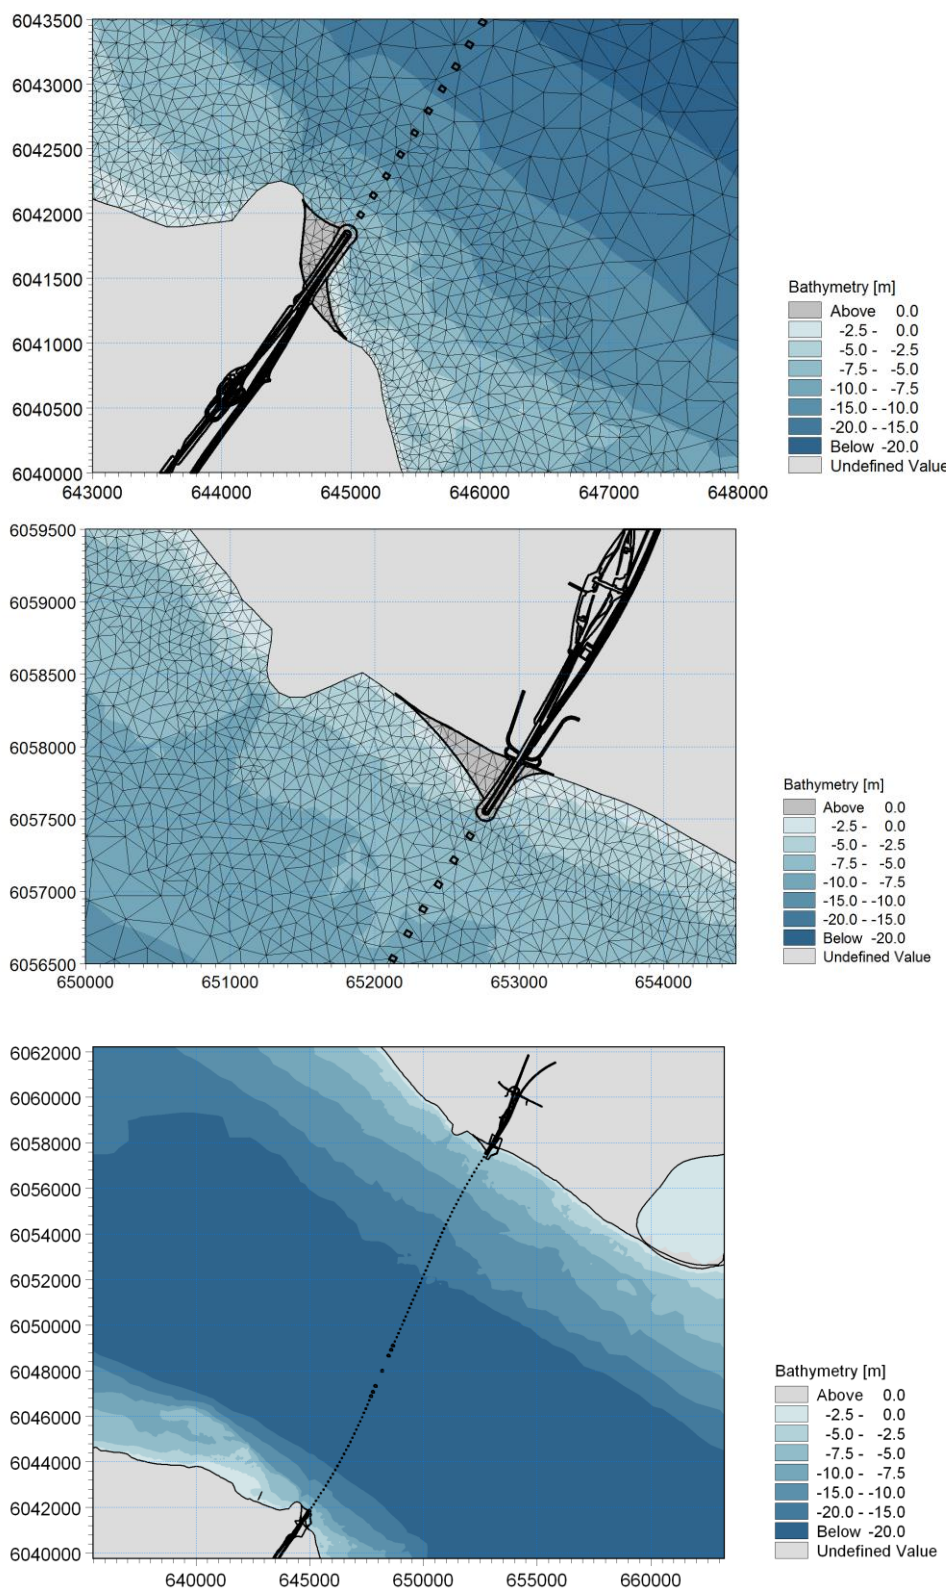 6043500
6043000
6042500
6042000
6041500
6041000
6040500
6040000
643000 644000 645000 646000 647000 648000
Bathymetry [m]
Above 0.0
-2.5 - 0.0
-5.0 - -2.5
-7.5 - -5.0
-10.0 - -7.5
-15.0 - -10.0
-20.0 - -15.0
Below -20.0
Undefined Value
6059500
6059000
6058500
6058000
6057500
6057000
6056500
650000 651000 652000 653000 654000
Bathymetry [m]
Above 0.0
-2.5 - 0.0
-5.0 - -2.5
-7.5 - -5.0
-10.0 - -7.5
-15.0 - -10.0
-20.0 - -15.0
Below -20.0
Undefined Value
6062000
6060000
6058000
6056000
6054000
6052000
6050000
6048000
6046000
6044000
6042000
6040000
640000 645000 650000 655000 660000
Bathymetry [m]
Above 0.0
-2.5 - 0.0
-5.0 - -2.5
-7.5 - -5.0
-10.0 - -7.5
-15.0 - -10.0
-20.0 - -15.0
Below -20.0
Undefined Value